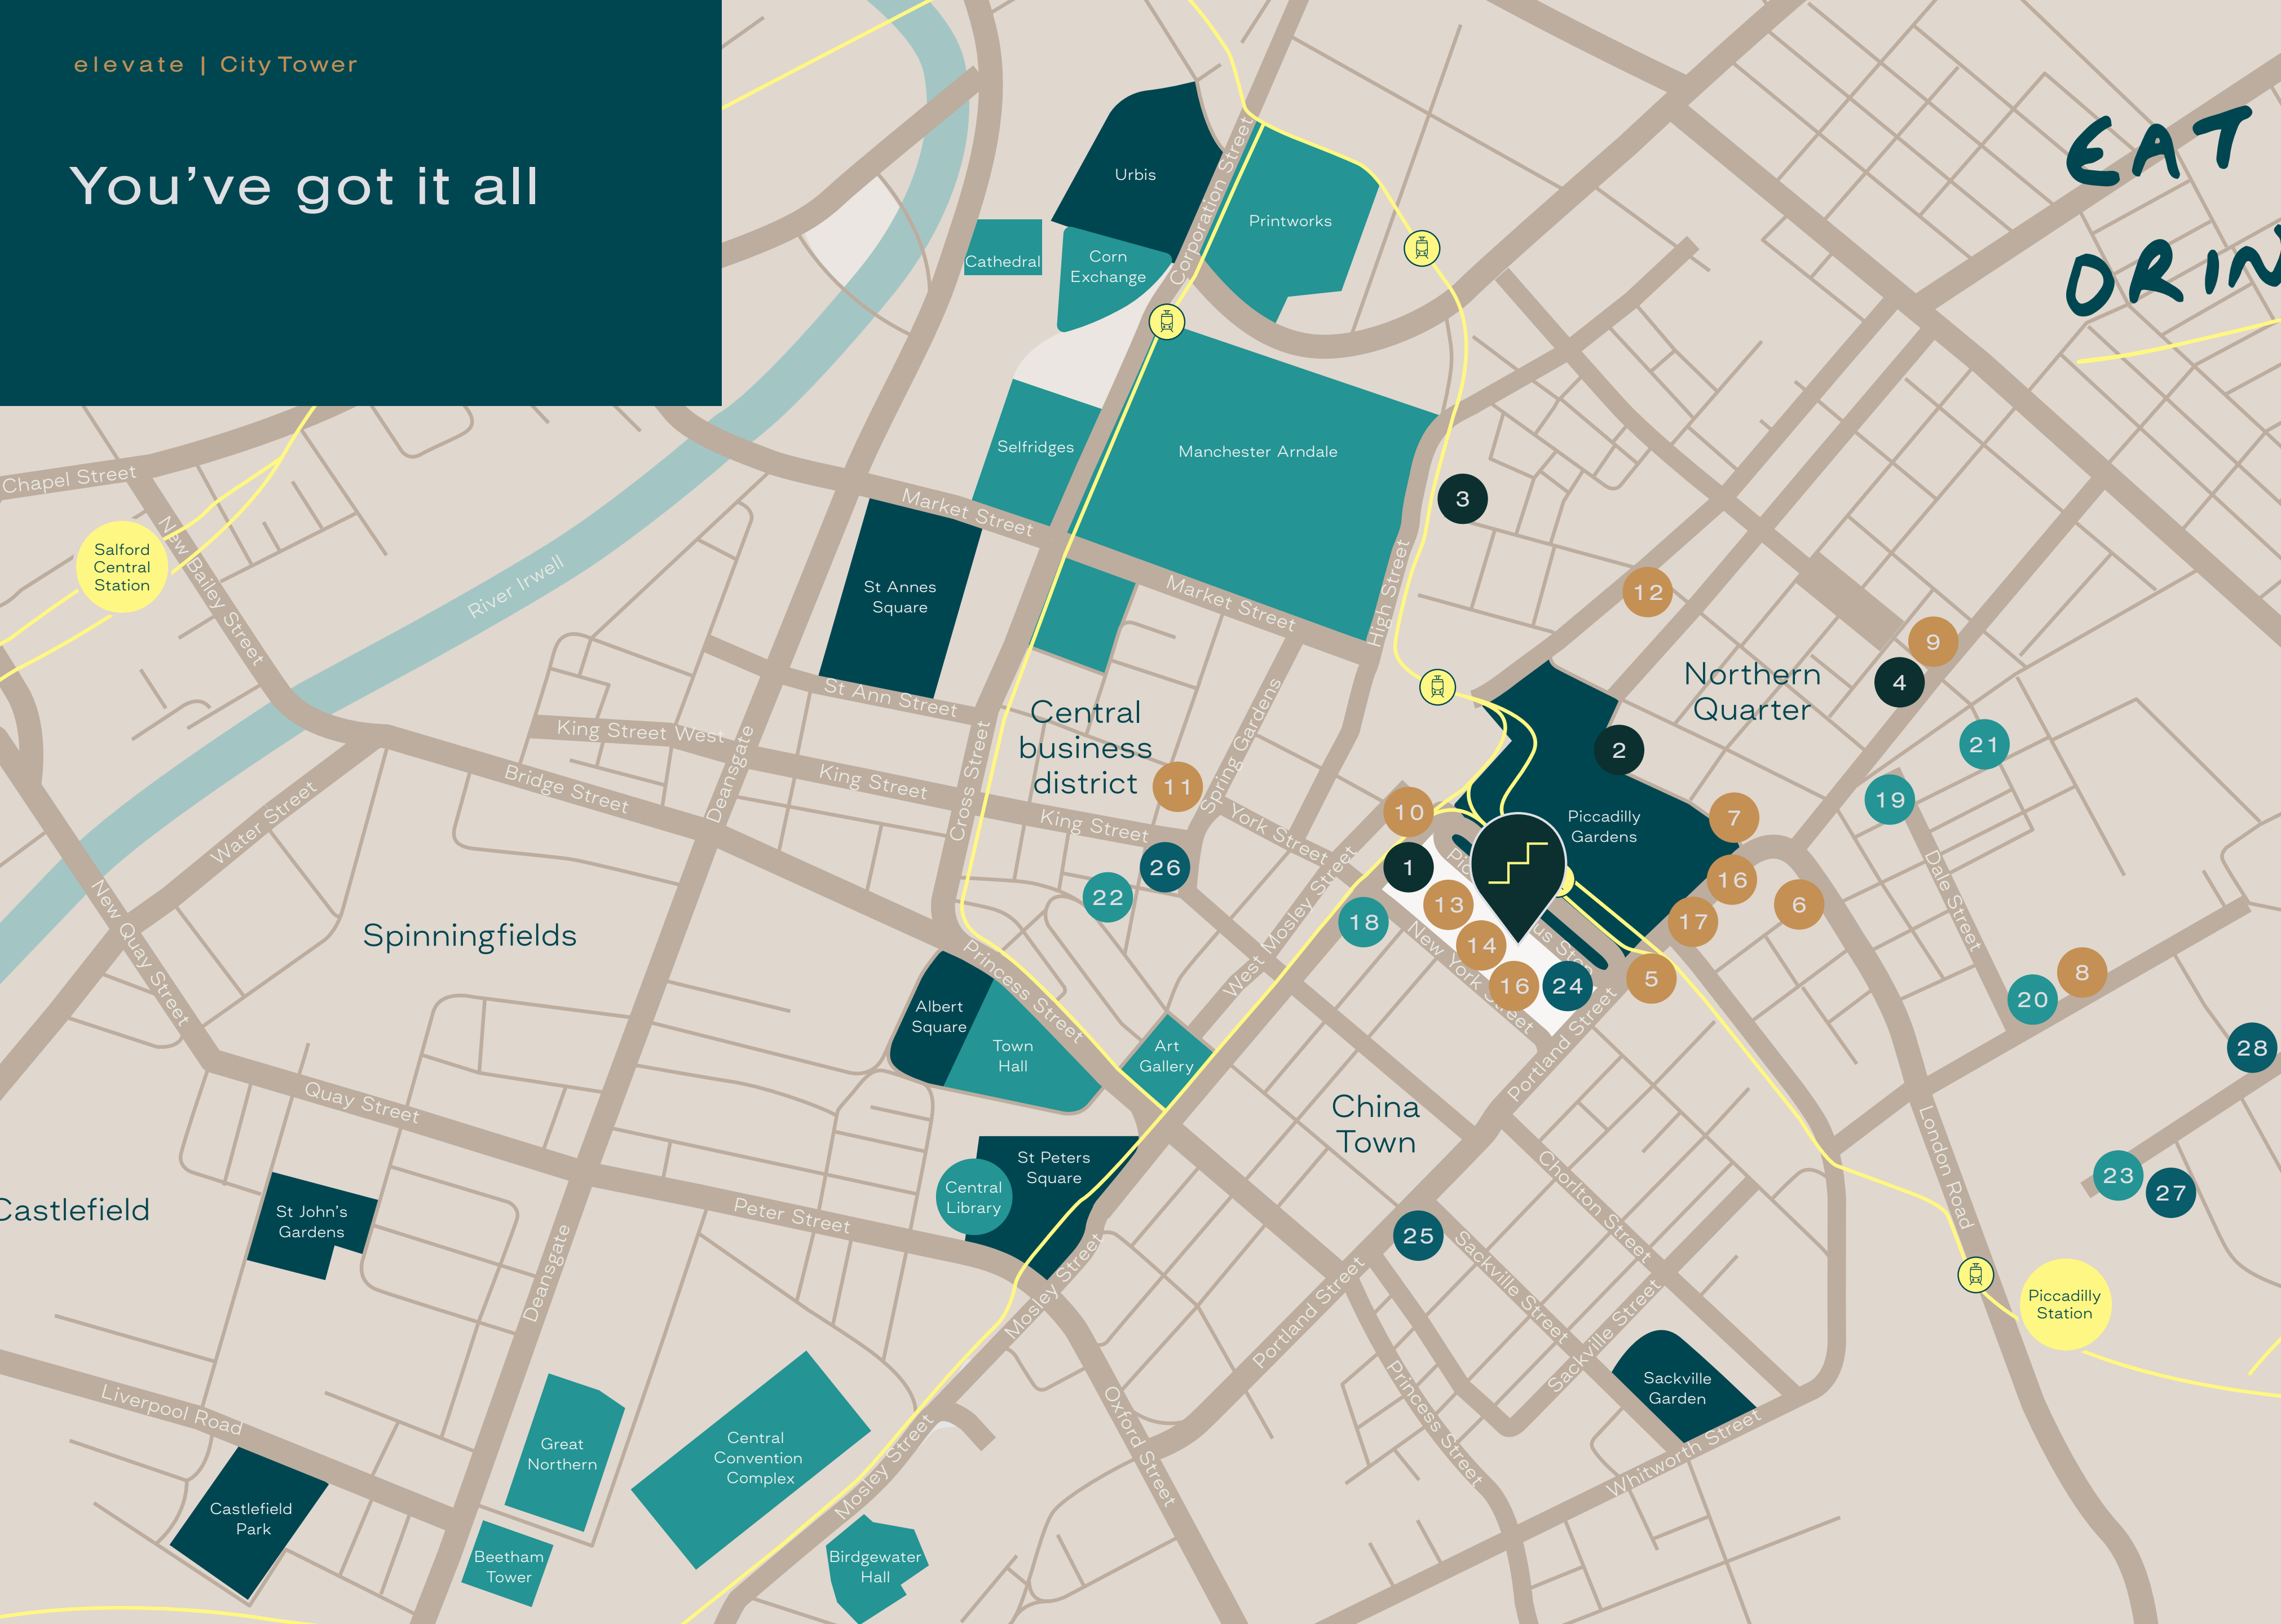 elevate | City Tower
You've got it all
EAT
DRIN
Urbis
Corporation Street
Printworks
Cathedral
Corn
Exchange
Selfridges
Manchester Arndale
Chapel Street
Market Street
3
Salford
Central
Station
New Bailey Street
River Irwell
St Annes
Square
Market Street
High Street
12
9
4
Northern
Quarter
St Ann Street
Central
business
district
King Street West
Deansgate
Cross Street
Spring Gardens
2
21
Bridge Street
King Street
11
King Street
York Street
10
Piccadilly
Gardens
7
19
Water Street
26
1
16
6
22
18
13
17
Dale Street
West Mosley Street
New Quay Street
Spinningfields
Princess Street
14
New York Street
16
24
5
8
20
Albert
Square
Town
Hall
Art
Gallery
28
Quay Street
China
Town
Portland Street
London Road
St Peters
Square
Central
Library
23
27
Castlefield
St John's
Gardens
Peter Street
25
Chorlton Street
Sackville Street
Deansgate
Mosley Street
Portland Street
Sackville Street
Piccadilly
Station
Sackville
Garden
Liverpool Road
Great
Northern
Central
Convention
Complex
Mosley Street
Oxford Street
Princess Street
Whitworth Street
Castlefield
Park
Beetham
Tower
Birdgewater
Hall